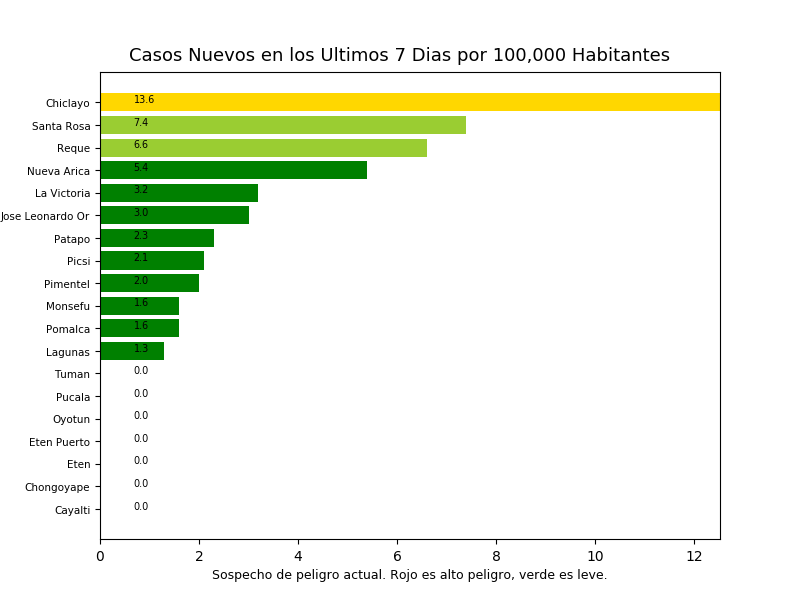 Casos Nuevos en los Ultimos 7 Dias por 100,000 Habitantes
Chiclayo 13.6
Santa Rosa 7.4
Reque 6.6
Nueva Arica 5.4
La Victoria 3.2
Jose Leonardo Or 3.0
Patapo 2.3
Picsi 2.1
Pimentel 2.0
Monsefu 1.6
Pomalca 1.6
Lagunas 1.3
Tuman 0.0
Pucala 0.0
Oyotun 0.0
Eten Puerto 0.0
Eten 0.0
Chongoyape 0.0
Cayalti 0.0
0 2 4 6 8 10 12
Sospecho de peligro actual. Rojo es alto peligro, verde es leve.